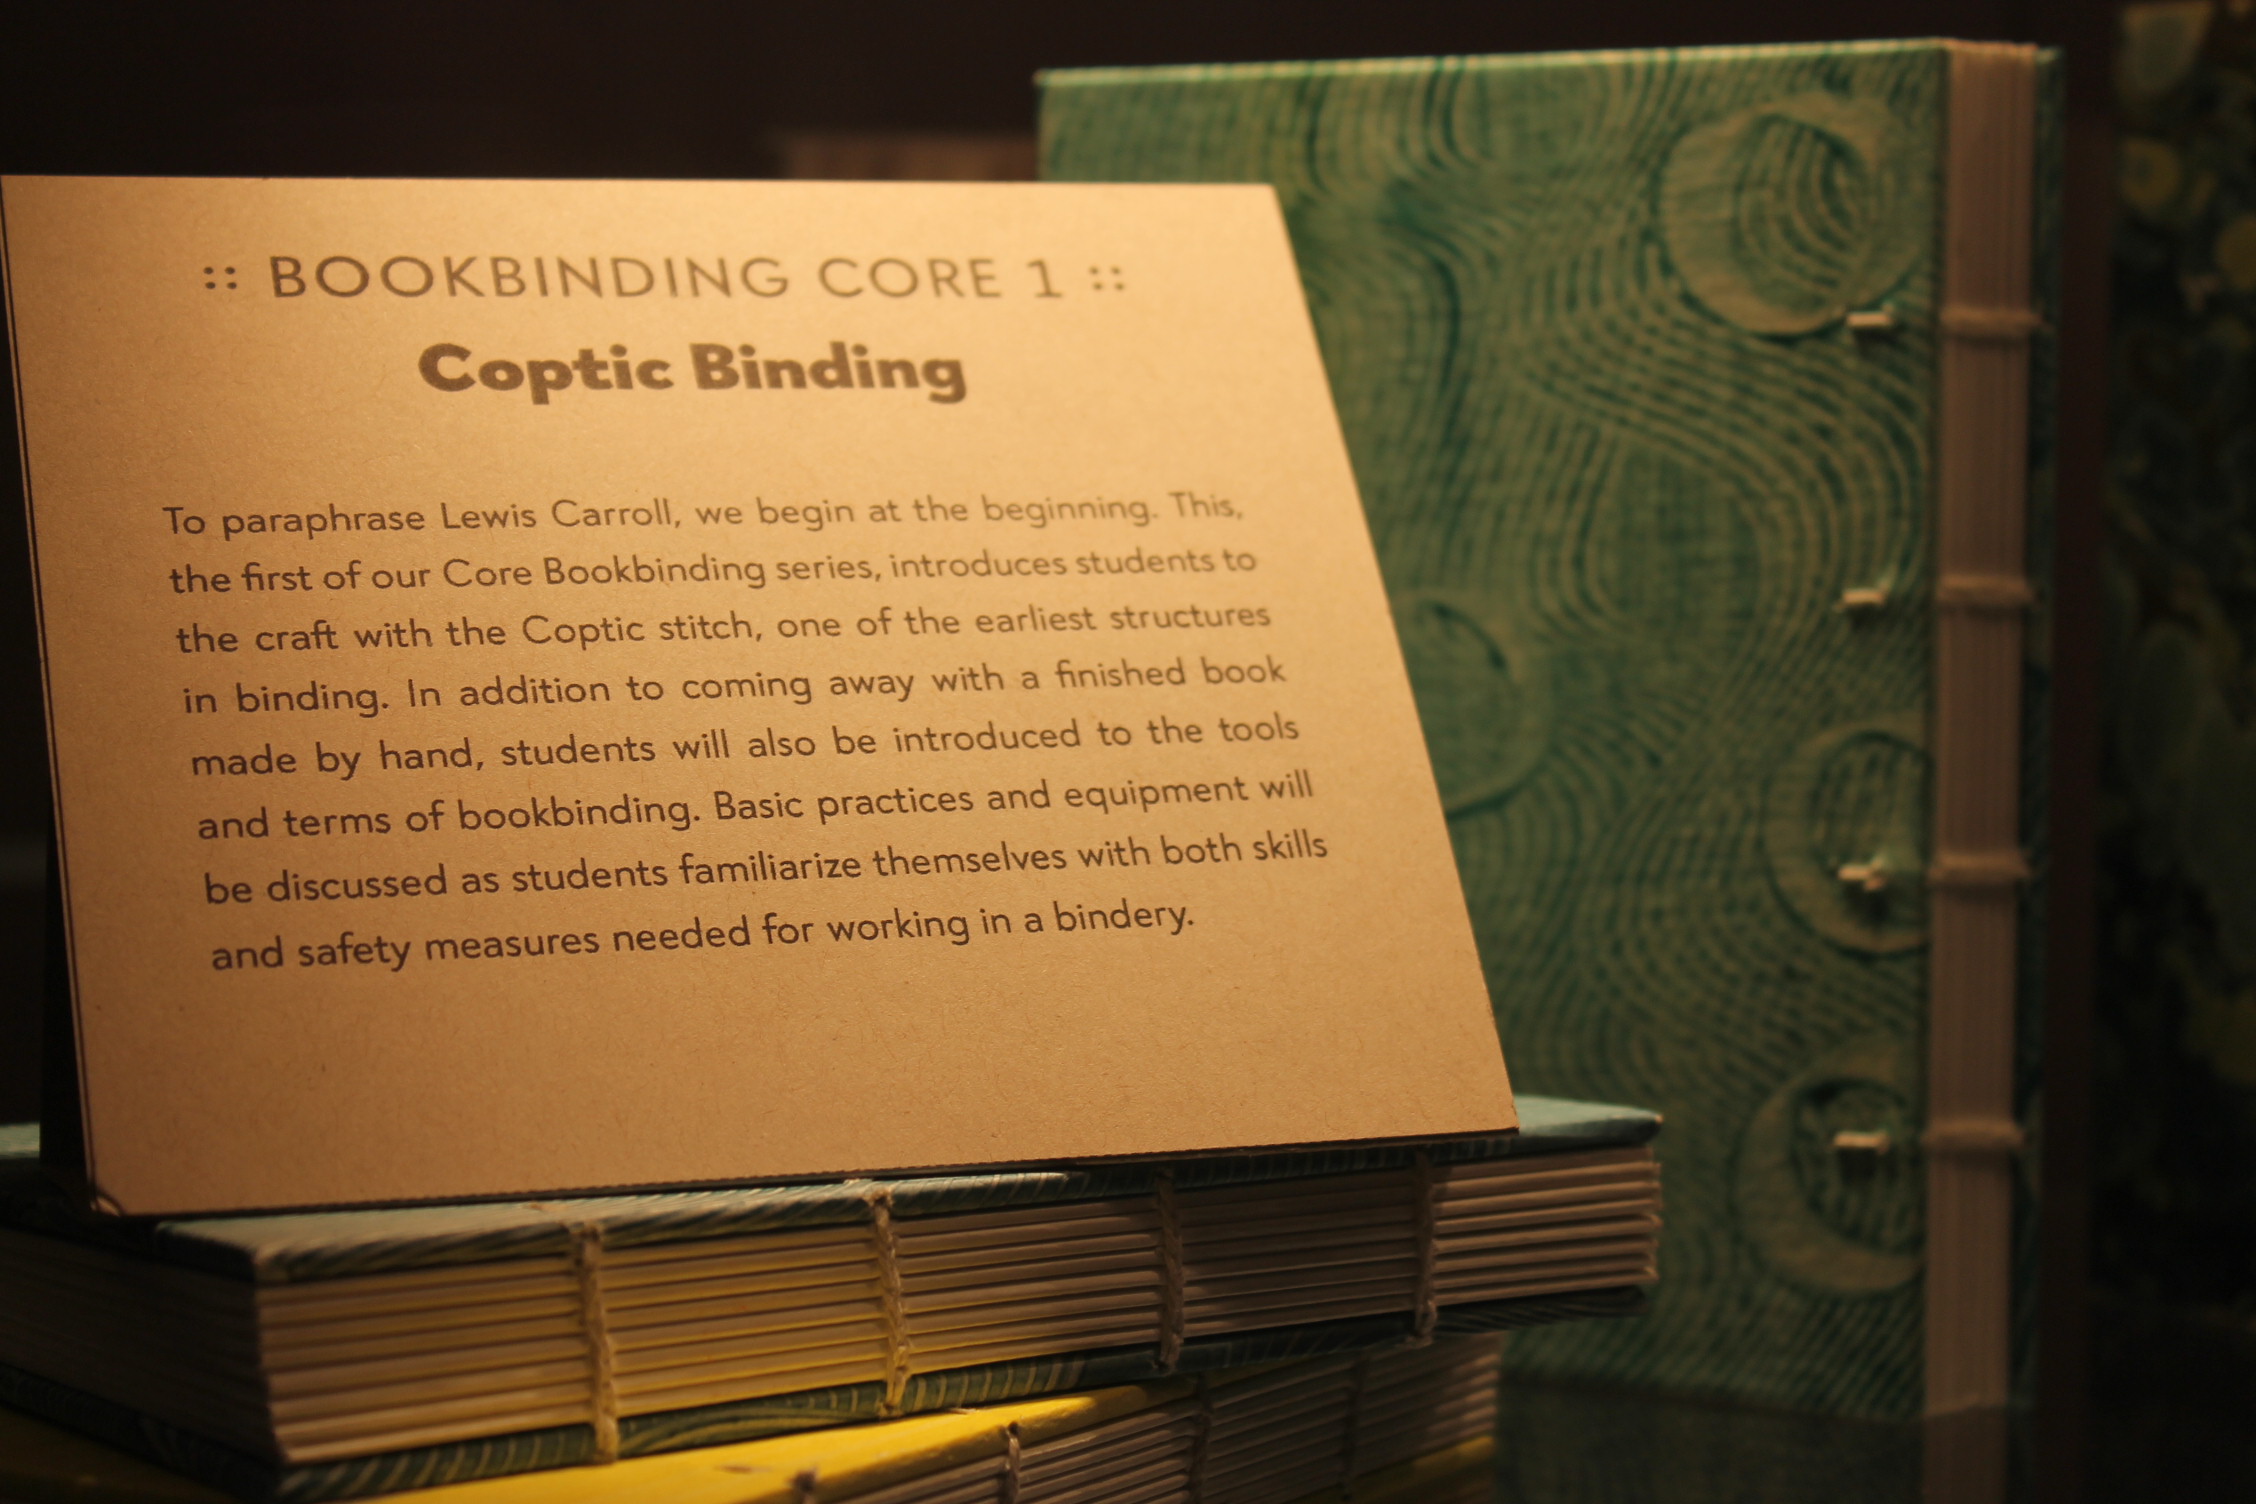 :: BOOKBINDING CORE 1 ::
Coptic Binding
To paraphrase Lewis Carroll, we begin at the beginning. This,
the first of our Core Bookbinding series, introduces students to
the craft with the Coptic stitch, one of the earliest structures
in binding. In addition to coming away with a finished book
made by hand, students will also be introduced to the tools
and terms of bookbinding. Basic practices and equipment will
be discussed as students familiarize themselves with both skills
and safety measures needed for working in a bindery.